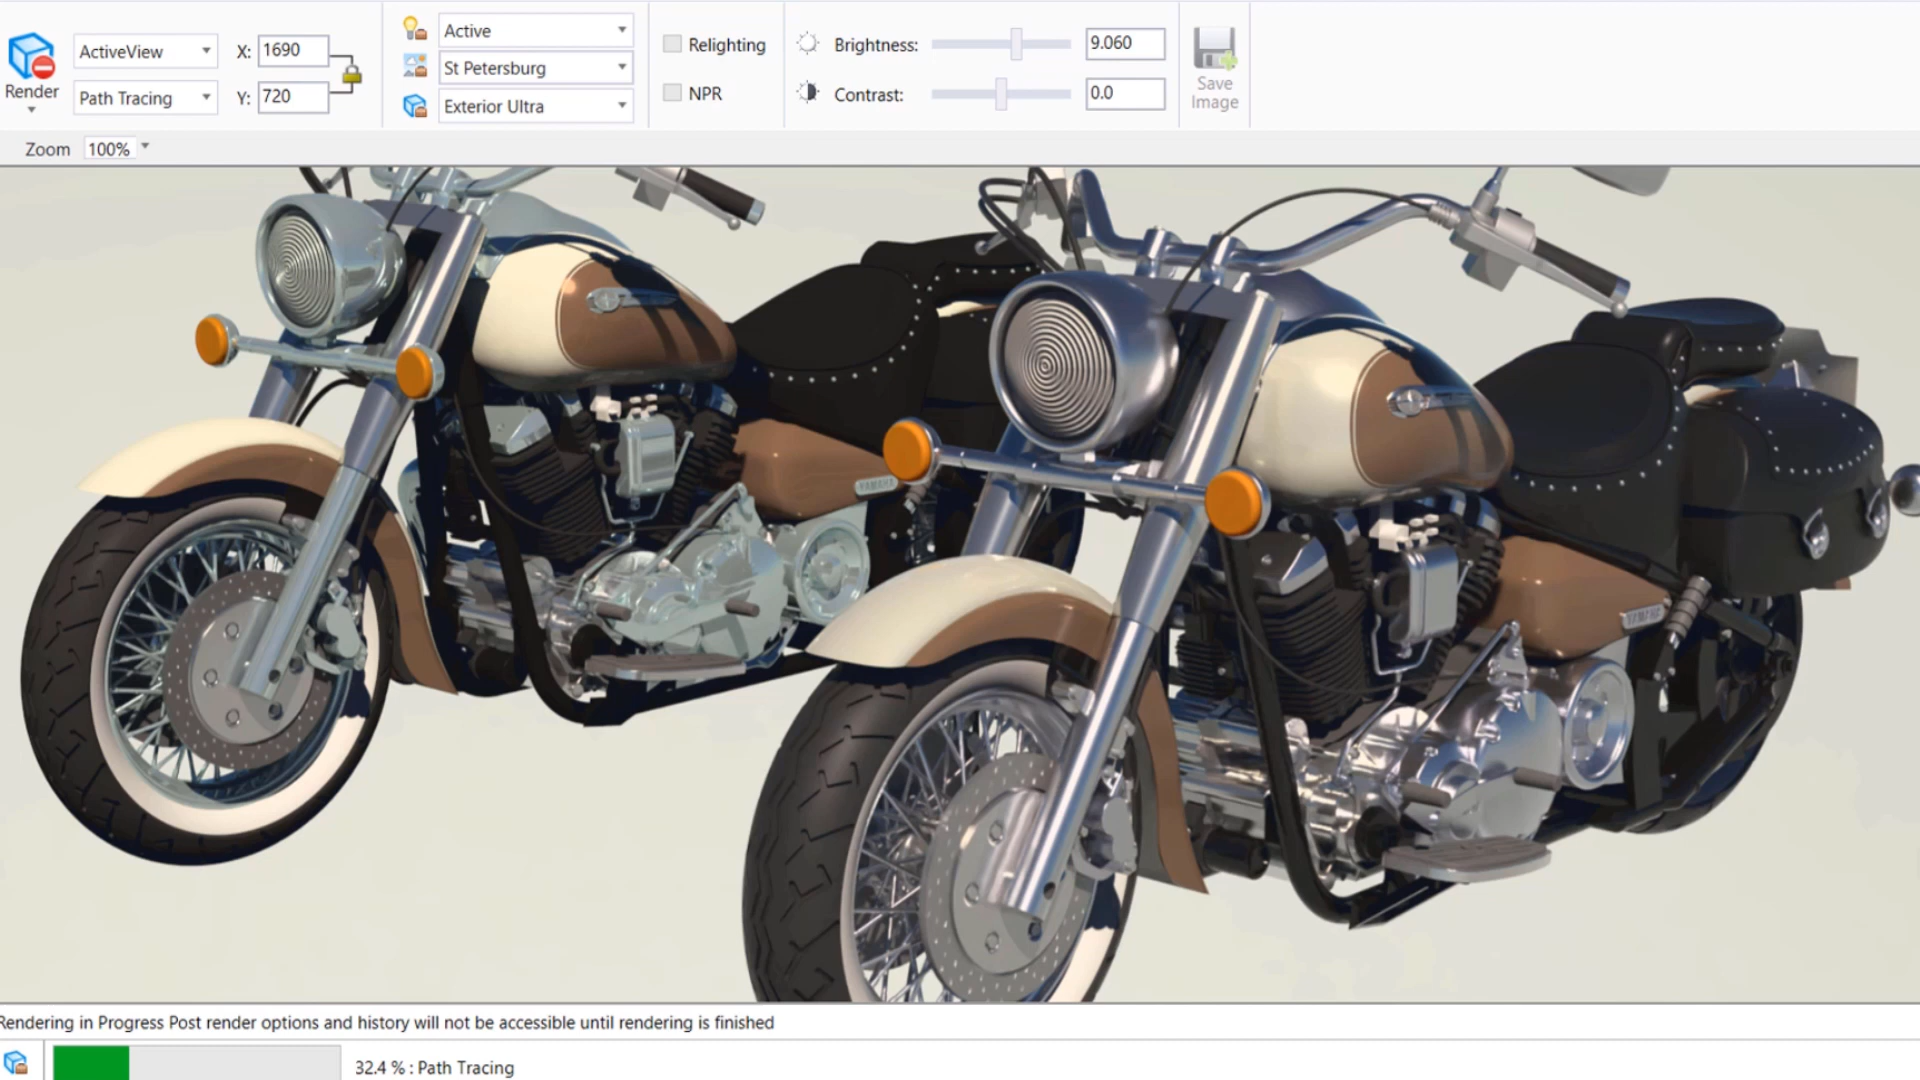 Render
ActiveView
Path Tracing
X: 1690
Y: 720
Active
St Petersburg
Exterior Ultra
Relighting
NPR
Brightness: 9.060
Contrast: 0.0
Save
Image
Zoom 100%
YAMAHA
YAMAHA
Rendering in Progress Post render options and history will not be accessible until rendering is finished
32.4 % : Path Tracing